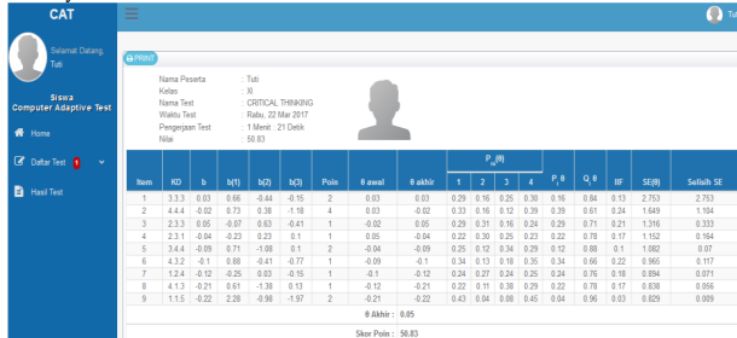 CAT
Tuti
Selamat Datang,
Tuti
Siswa
Computer Adaptive Test
Home
Daftar Test 1
Hasil Test
PRINT
Nama Peserta : Tuti
Kelas : XI
Nama Test : CRITICAL THINKING
Waktu Test : Rabu, 22 Mar 2017
Pengerjaan Test : 1 Menit : 21 Detik
Nilai : 50.83
Item KD b b(1) b(2) b(3) Poin θ awal θ akhir 1 2 3 4 P_i θ Q_i θ IIF SE(θ) Selisih SE
1 3.3.3 0.03 0.66 -0.44 -0.15 2 0.03 0.03 0.29 0.16 0.25 0.30 0.16 0.84 0.13 2.753 2.753
2 4.4.4 -0.02 0.73 0.38 -1.18 4 0.03 -0.02 0.33 0.16 0.12 0.39 0.39 0.61 0.24 1.649 1.104
3 2.3.3 0.05 -0.07 0.63 -0.41 4 -0.02 0.05 0.29 0.31 0.16 0.24 0.29 0.71 0.21 1.316 0.333
4 2.3.1 -0.04 -0.23 0.23 0.1 1 0.05 -0.04 0.22 0.30 0.25 0.23 0.22 0.78 0.17 1.152 0.164
5 3.4.4 -0.09 0.71 -1.08 0.1 2 -0.04 -0.09 0.25 0.12 0.34 0.29 0.12 0.88 0.1 1.082 0.07
6 4.3.2 -0.1 0.88 -0.41 -0.77 1 -0.09 -0.1 0.34 0.13 0.18 0.35 0.34 0.66 0.22 0.965 0.117
7 1.2.4 -0.12 -0.25 0.03 -0.15 1 -0.1 -0.12 0.24 0.27 0.24 0.25 0.24 0.76 0.18 0.894 0.071
8 4.1.3 -0.21 0.61 -1.38 0.13 1 -0.12 -0.21 0.22 0.11 0.38 0.29 0.22 0.78 0.17 0.838 0.056
9 1.1.5 -0.22 2.28 -0.98 -1.97 2 -0.21 -0.22 0.43 0.04 0.08 0.45 0.04 0.96 0.03 0.829 0.009
θ Akhir : 0.05
Skor Poin : 50.83